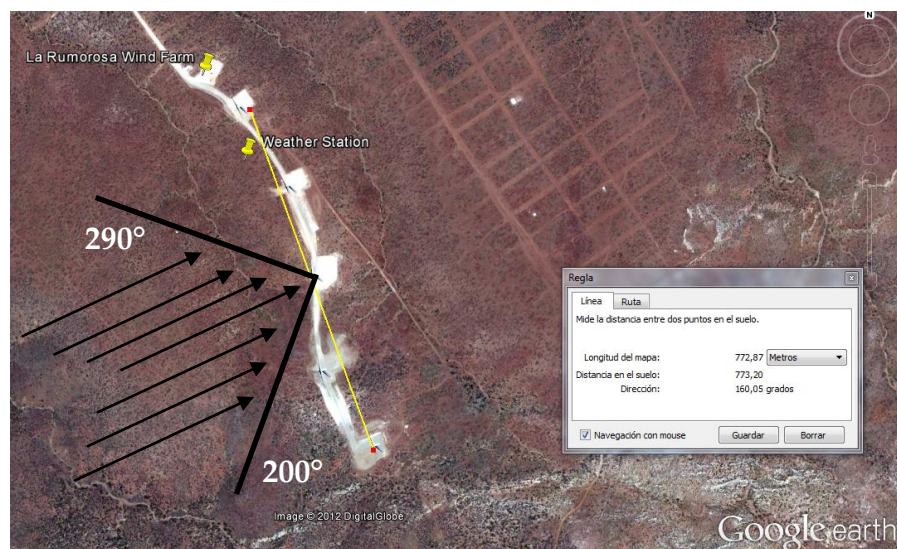 N
La Rumorosa Wind Farm
Weather Station
290°
200°
Regla
Línea
Ruta
Mide la distancia entre dos puntos en el suelo.
Longitud del mapa: 772,87 Metros
Distancia en el suelo: 773,20
Dirección: 160,05 grados
Navegación con mouse
Guardar
Borrar
Image © 2012 DigitalGlobe
Google earth